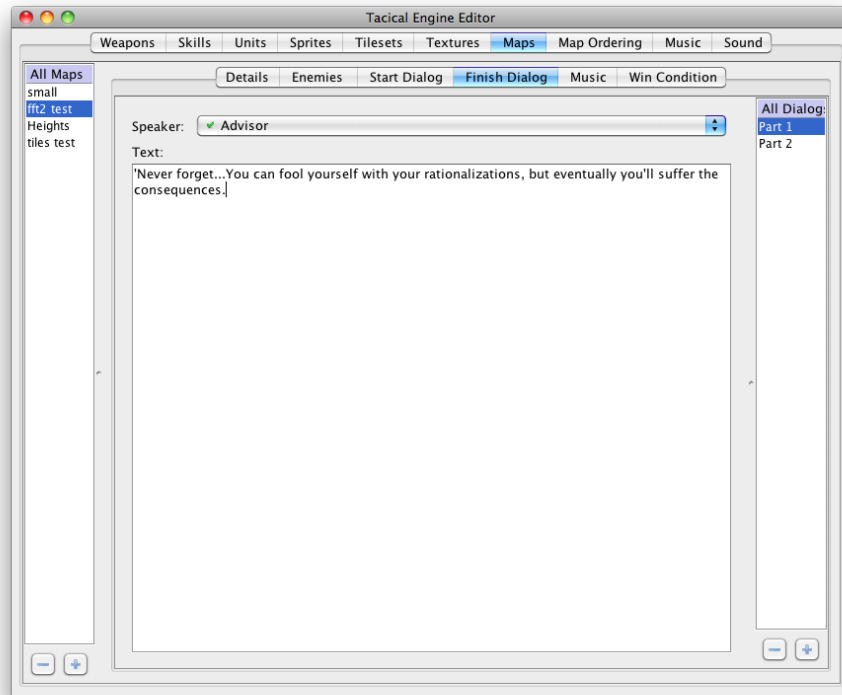 Tacical Engine Editor
Weapons Skills Units Sprites Tilesets Textures Maps Map Ordering Music Sound
All Maps
small
fft2 test
Heights
tiles test
Details Enemies Start Dialog Finish Dialog Music Win Condition
Speaker: Advisor
Text:
'Never forget...You can fool yourself with your rationalizations, but eventually you'll suffer the
consequences.
All Dialog:
Part 1
Part 2